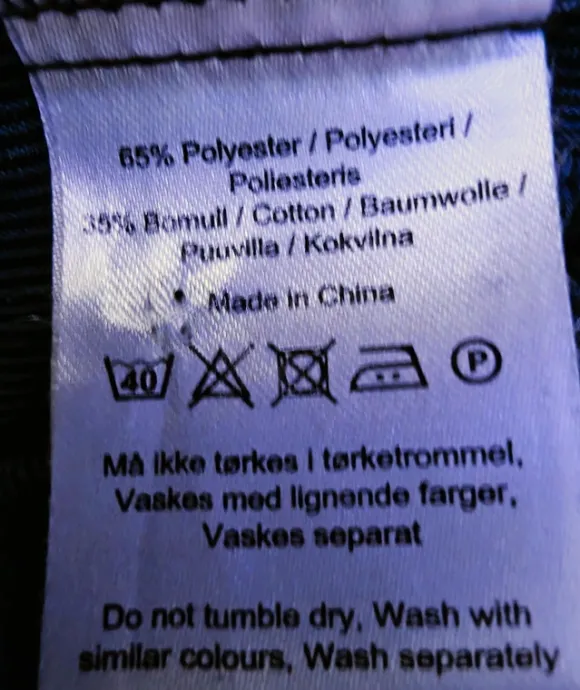 65% Polyester / Polyesteri /
Poliesteris
35% Bomull / Cotton / Baumwolle /
Puuvilla / Kokvilna
Made in China
40 P
Må ikke tørkes i tørketrommel,
Vaskes med lignende farger,
Vaskes separat
Do not tumble dry, Wash with
similar colours, Wash separately